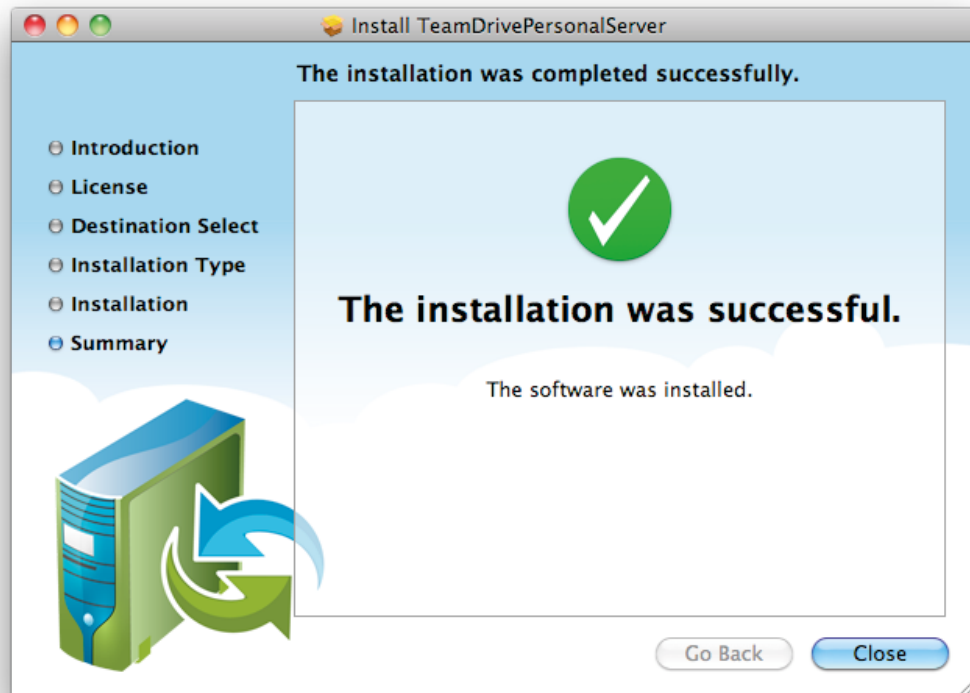 Install TeamDrivePersonalServer
The installation was completed successfully.
Introduction
License
Destination Select
Installation Type
Installation
Summary
The installation was successful.
The software was installed.
Go Back
Close